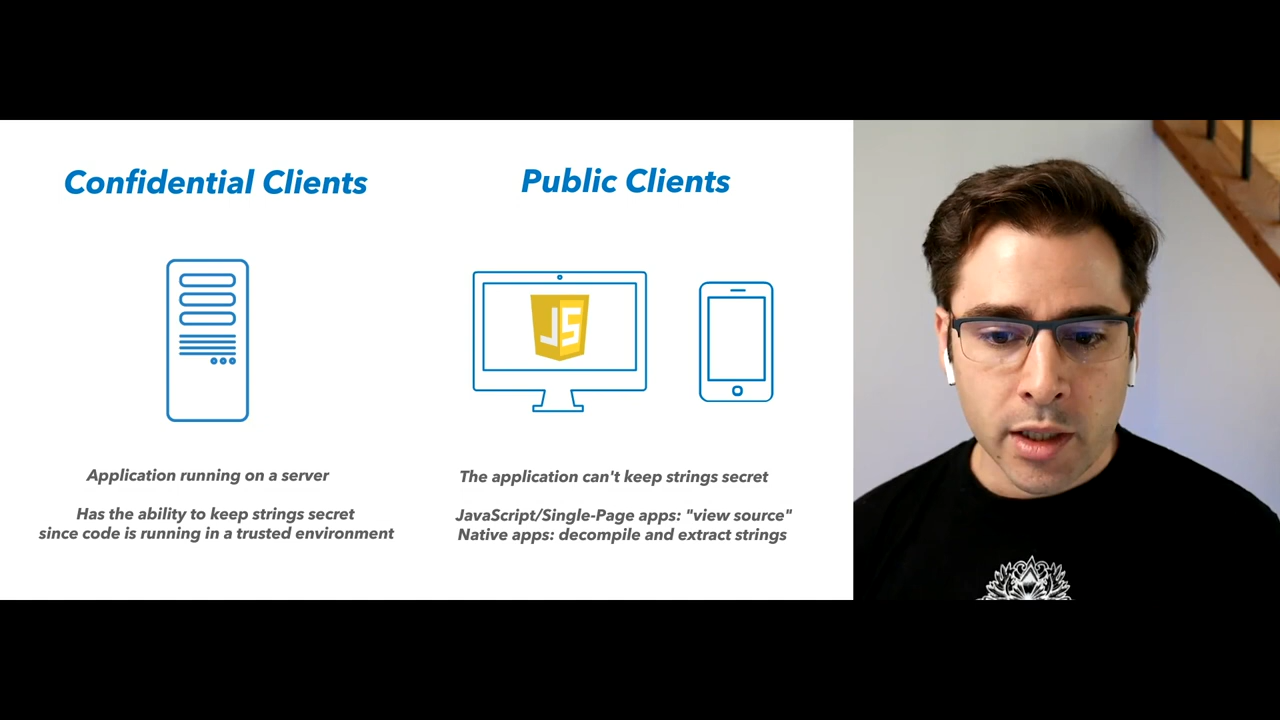 Confidential Clients
Application running on a server
Has the ability to keep strings secret
since code is running in a trusted environment
Public Clients
JS
The application can't keep strings secret
JavaScript/Single-Page apps: "view source"
Native apps: decompile and extract strings